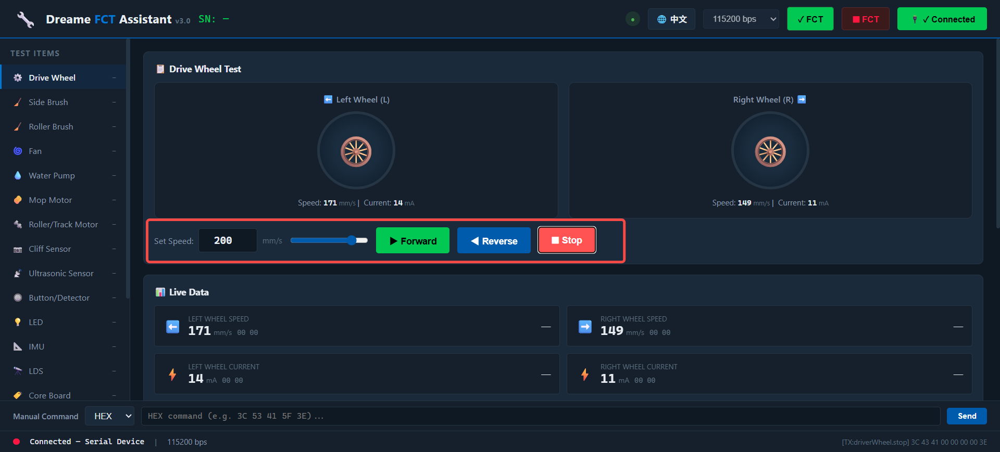 Dreame FCT Assistant v3.0 SN: —
中文
115200 bps
✓ FCT
FCT
✓ Connected
TEST ITEMS
Drive Wheel –
Side Brush –
Roller Brush –
Fan –
Water Pump –
Mop Motor –
Roller/Track Motor –
Cliff Sensor –
Ultrasonic Sensor –
Button/Detector –
LED –
IMU –
LDS –
Core Board –
Drive Wheel Test
Left Wheel (L)
Speed: 171 mm/s | Current: 14 mA
Right Wheel (R)
Speed: 149 mm/s | Current: 11 mA
Set Speed: 200 mm/s
▶ Forward
◀ Reverse
Stop
Live Data
LEFT WHEEL SPEED
171 mm/s 00 00 —
RIGHT WHEEL SPEED
149 mm/s 00 00 —
LEFT WHEEL CURRENT
14 mA 00 00 —
RIGHT WHEEL CURRENT
11 mA 00 00 —
Manual Command
HEX
HEX command (e.g. 3C 53 41 5F 3E)...
Send
Connected — Serial Device | 115200 bps
[TX:driverWheel.stop] 3C 43 41 00 00 00 00 3E